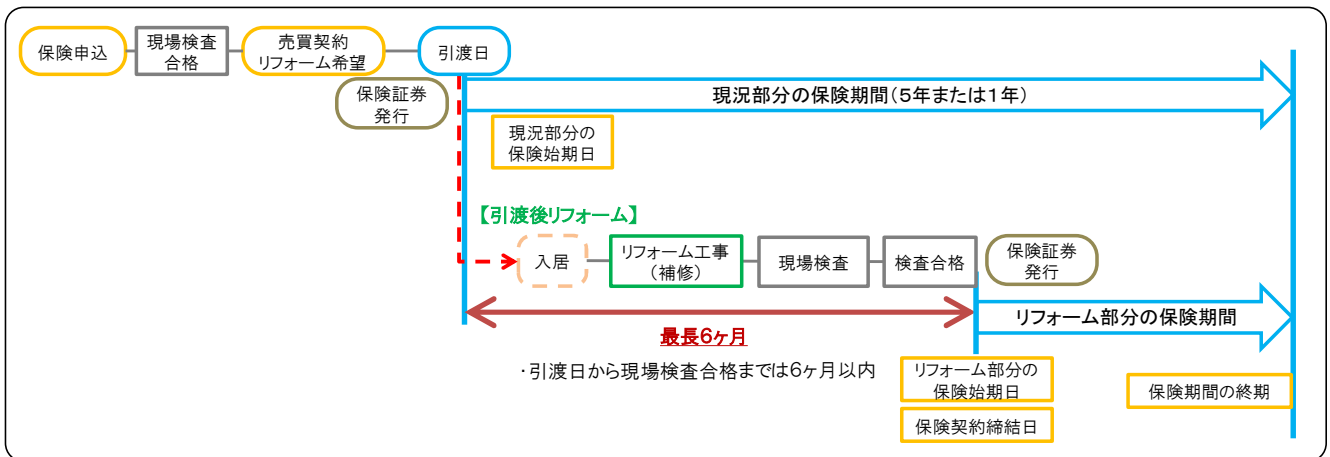 保険申込
現場検査
合格
売買契約
リフォーム希望
引渡日
保険証券
発行
現況部分の保険期間(5年または1年)
現況部分の
保険始期日
【引渡後リフォーム】
入居
リフォーム工事
(補修)
現場検査
検査合格
保険証券
発行
リフォーム部分の保険期間
最長6ヶ月
・引渡日から現場検査合格までは6ヶ月以内
リフォーム部分の
保険始期日
保険期間の終期
保険契約締結日